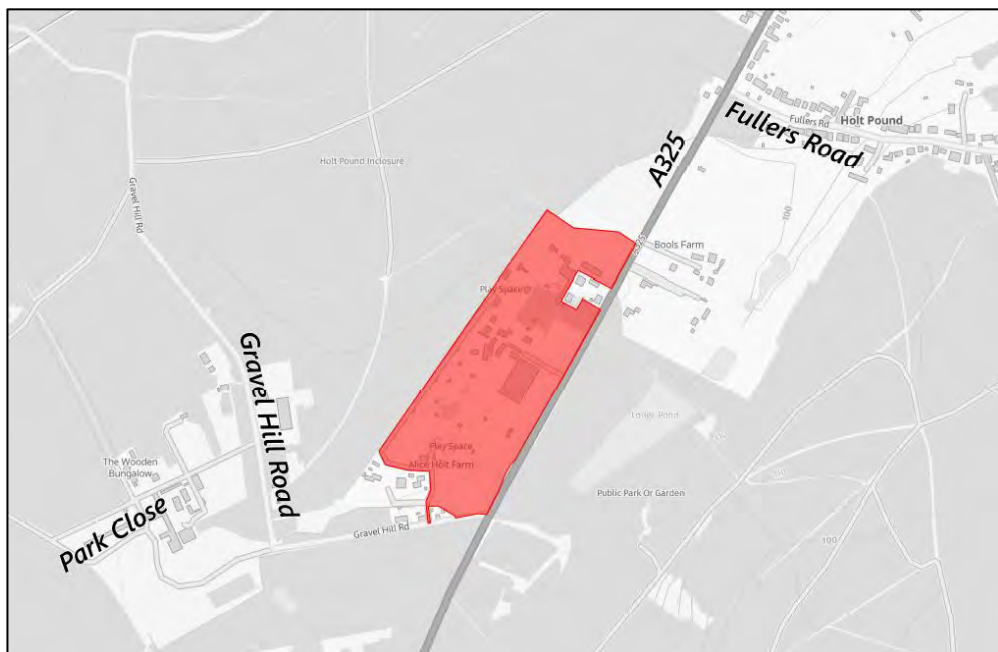 Fullers Road
Fullers Rd
Holt Pound
A325
Holt Pound Inclosure
Gravel Hill Rd
A325
Bools Farm
100
Play Space
Gravel Hill Road
Play Space
Alice Holt Farm
The Wooden
Bungalow
Park Close
Gravel Hill Rd
Public Park Or Garden
100